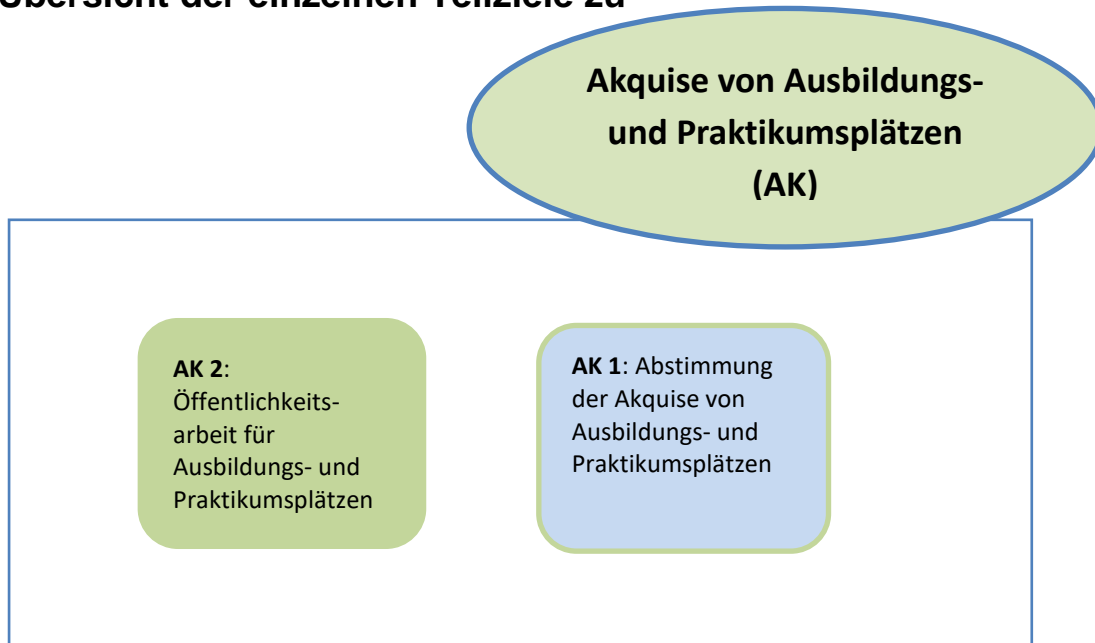 Übersicht der einzelnen Teilziele zu
Akquise von Ausbildungs-
und Praktikumsplätzen
(AK)
AK 2:
Öffentlichkeits-
arbeit für
Ausbildungs- und
Praktikumsplätzen
AK 1: Abstimmung
der Akquise von
Ausbildungs- und
Praktikumsplätzen